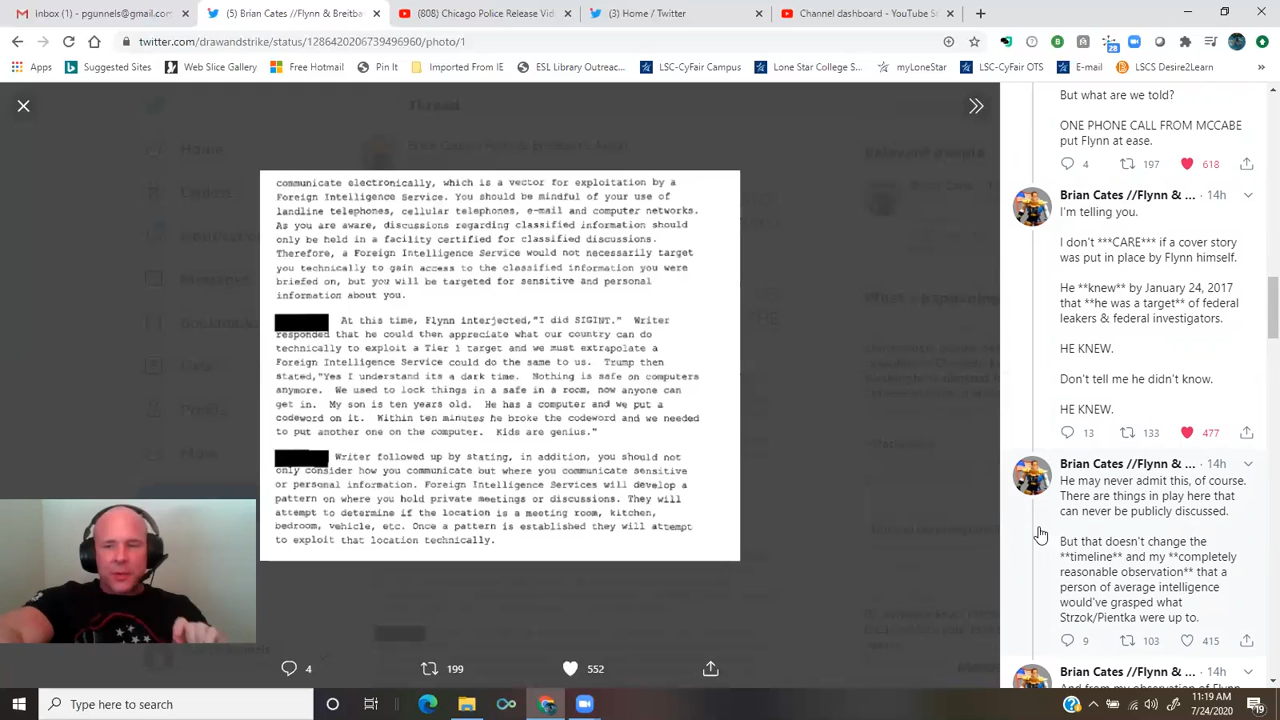 Inbox (1) - pnunnels@gmail.com
(5) Brian Cates //Flynn & Breitba
(808) Chicago Police Release Vid
(3) Home / Twitter
Channel dashboard - YouTube S
twitter.com/drawandstrike/status/1286420206739496960/photo/1
28
Apps
Suggested Sites
Web Slice Gallery
Free Hotmail
Pin It
Imported From IE
ESL Library Outreac...
LSC-CyFair Campus
Lone Star College S...
myLoneStar
LSC-CyFair OTS
E-mail
LSCS Desire2Learn
Thread
Home
communicate electronically, which is a vector for exploitation by a
Foreign Intelligence Service. You should be mindful of your use of
landline telephones, cellular telephones, e-mail and computer networks.
As you are aware, discussions regarding classified information should
only be held in a facility certified for classified discussions.
Therefore, a Foreign Intelligence Service would not necessarily target
you technically to gain access to the classified information you were
briefed on, but you will be targeted for sensitive and personal
information about you.
At this time, Flynn interjected,"I did SIGINT." Writer
responded that he could then appreciate what our country can do
technically to exploit a Tier 1 target and we must extrapolate a
Foreign Intelligence Service could do the same to us. Trump then
stated,"Yes I understand its a dark time. Nothing is safe on computers
anymore. We used to lock things in a safe in a room, now anyone can
get in. My son is ten years old. He has a computer and we put a
codeword on it. Within ten minutes he broke the codeword and we needed
to put another one on the computer. Kids are genius."
Writer followed up by stating, in addition, you should not
only consider how you communicate but where you communicate sensitive
or personal information. Foreign Intelligence Services will develop a
pattern on where you hold private meetings or discussions. They will
attempt to determine if the location is a meeting room, kitchen,
bedroom, vehicle, etc. Once a pattern is established they will attempt
to exploit that location technically.
4
199
552
But what are we told?
ONE PHONE CALL FROM MCCABE
put Flynn at ease.
4
197
618
Brian Cates //Flynn & ... · 14h
I'm telling you.
I don't ***CARE*** if a cover story
was put in place by Flynn himself.
He **knew** by January 24, 2017
that **he was a target** of federal
leakers & federal investigators.
HE KNEW.
Don't tell me he didn't know.
HE KNEW.
13
133
477
Brian Cates //Flynn & ... · 14h
He may never admit this, of course.
There are things in play here that
can never be publicly discussed.
But that doesn't change the
**timeline** and my **completely
reasonable observation** that a
person of average intelligence
would've grasped what
Strzok/Pientka were up to.
9
103
415
Brian Cates //Flynn & ... · 14h
And from my observation of Flynn
Type here to search
11:19 AM
7/24/2020
19